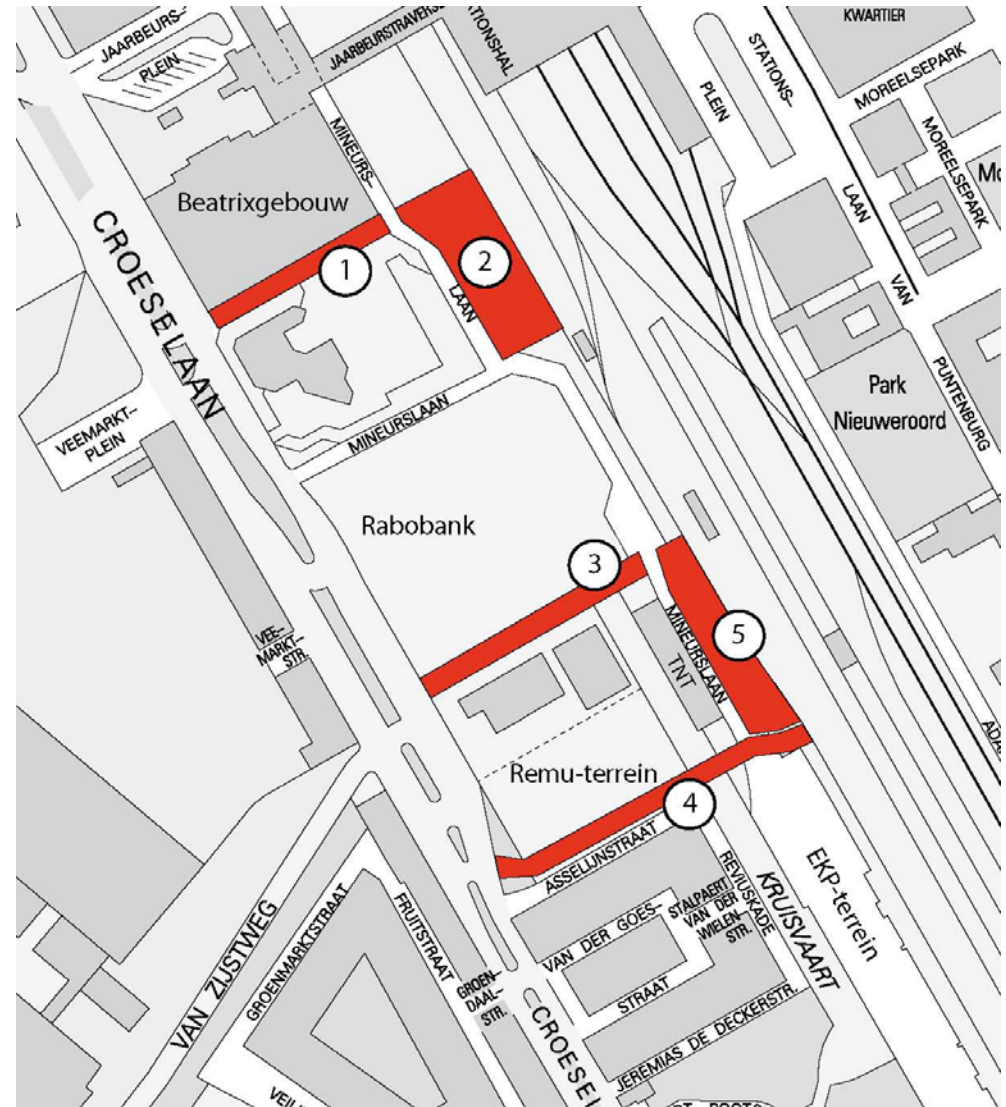 KWARTIER
JAARBEURS-
PLEIN
JAARBEURSTRAVERS
STATIONSHAL
STATIONS-
PLEIN
MOREELSEPARK
MOREELSEPARK
MINEURS-
LAAN
Beatrixgebouw
1
2
LAAN
VAN
PUNTENBURG
CROESELAAN
Park
Nieuweroord
VEEMARKT-
PLEIN
MINEURSLAAN
Rabobank
3
VEE-
MARKT-
STR.
MINEURSLAAN
TNT
5
Remu-terrein
4
ASSELIJNSTRAAT
VAN ZIJSTWEG
GROENMARKTSTRAAT
FRUITSTRAAT
GROEN-
DAAL-
STR.
VAN DER GOES-
STRAAT
STALPAERT
VAN DER
WIELEN-
STR.
REVIUSKADE
KRUISVAART
EKP-terrein
JEREMIAS DE DECKERSTR.
CROESEL
VEIL